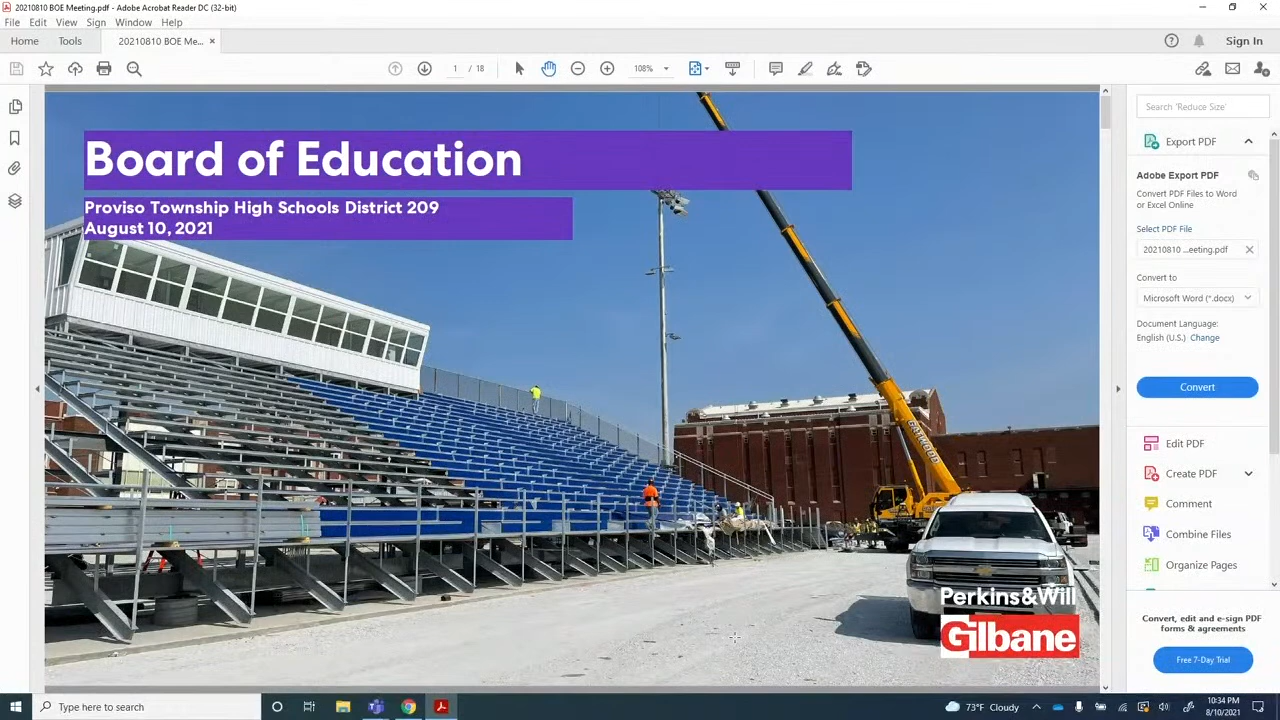 20210810 BOE Meeting.pdf - Adobe Acrobat Reader DC (32-bit)
File Edit View Sign Window Help
Home Tools 20210810 BOE Me... × Sign In
1 / 18 108%
Board of Education
Proviso Township High Schools District 209
August 10, 2021
GATWOOD
Perkins&Will
Gilbane
Search 'Reduce Size'
Export PDF
Adobe Export PDF
Convert PDF Files to Word
or Excel Online
Select PDF File
20210810 ...eeting.pdf
Convert to
Microsoft Word (*.docx)
Document Language:
English (U.S.) Change
Convert
Edit PDF
Create PDF
Comment
Combine Files
Organize Pages
Convert, edit and e-sign PDF
forms & agreements
Free 7-Day Trial
Type here to search
73°F Cloudy
10:34 PM
8/10/2021